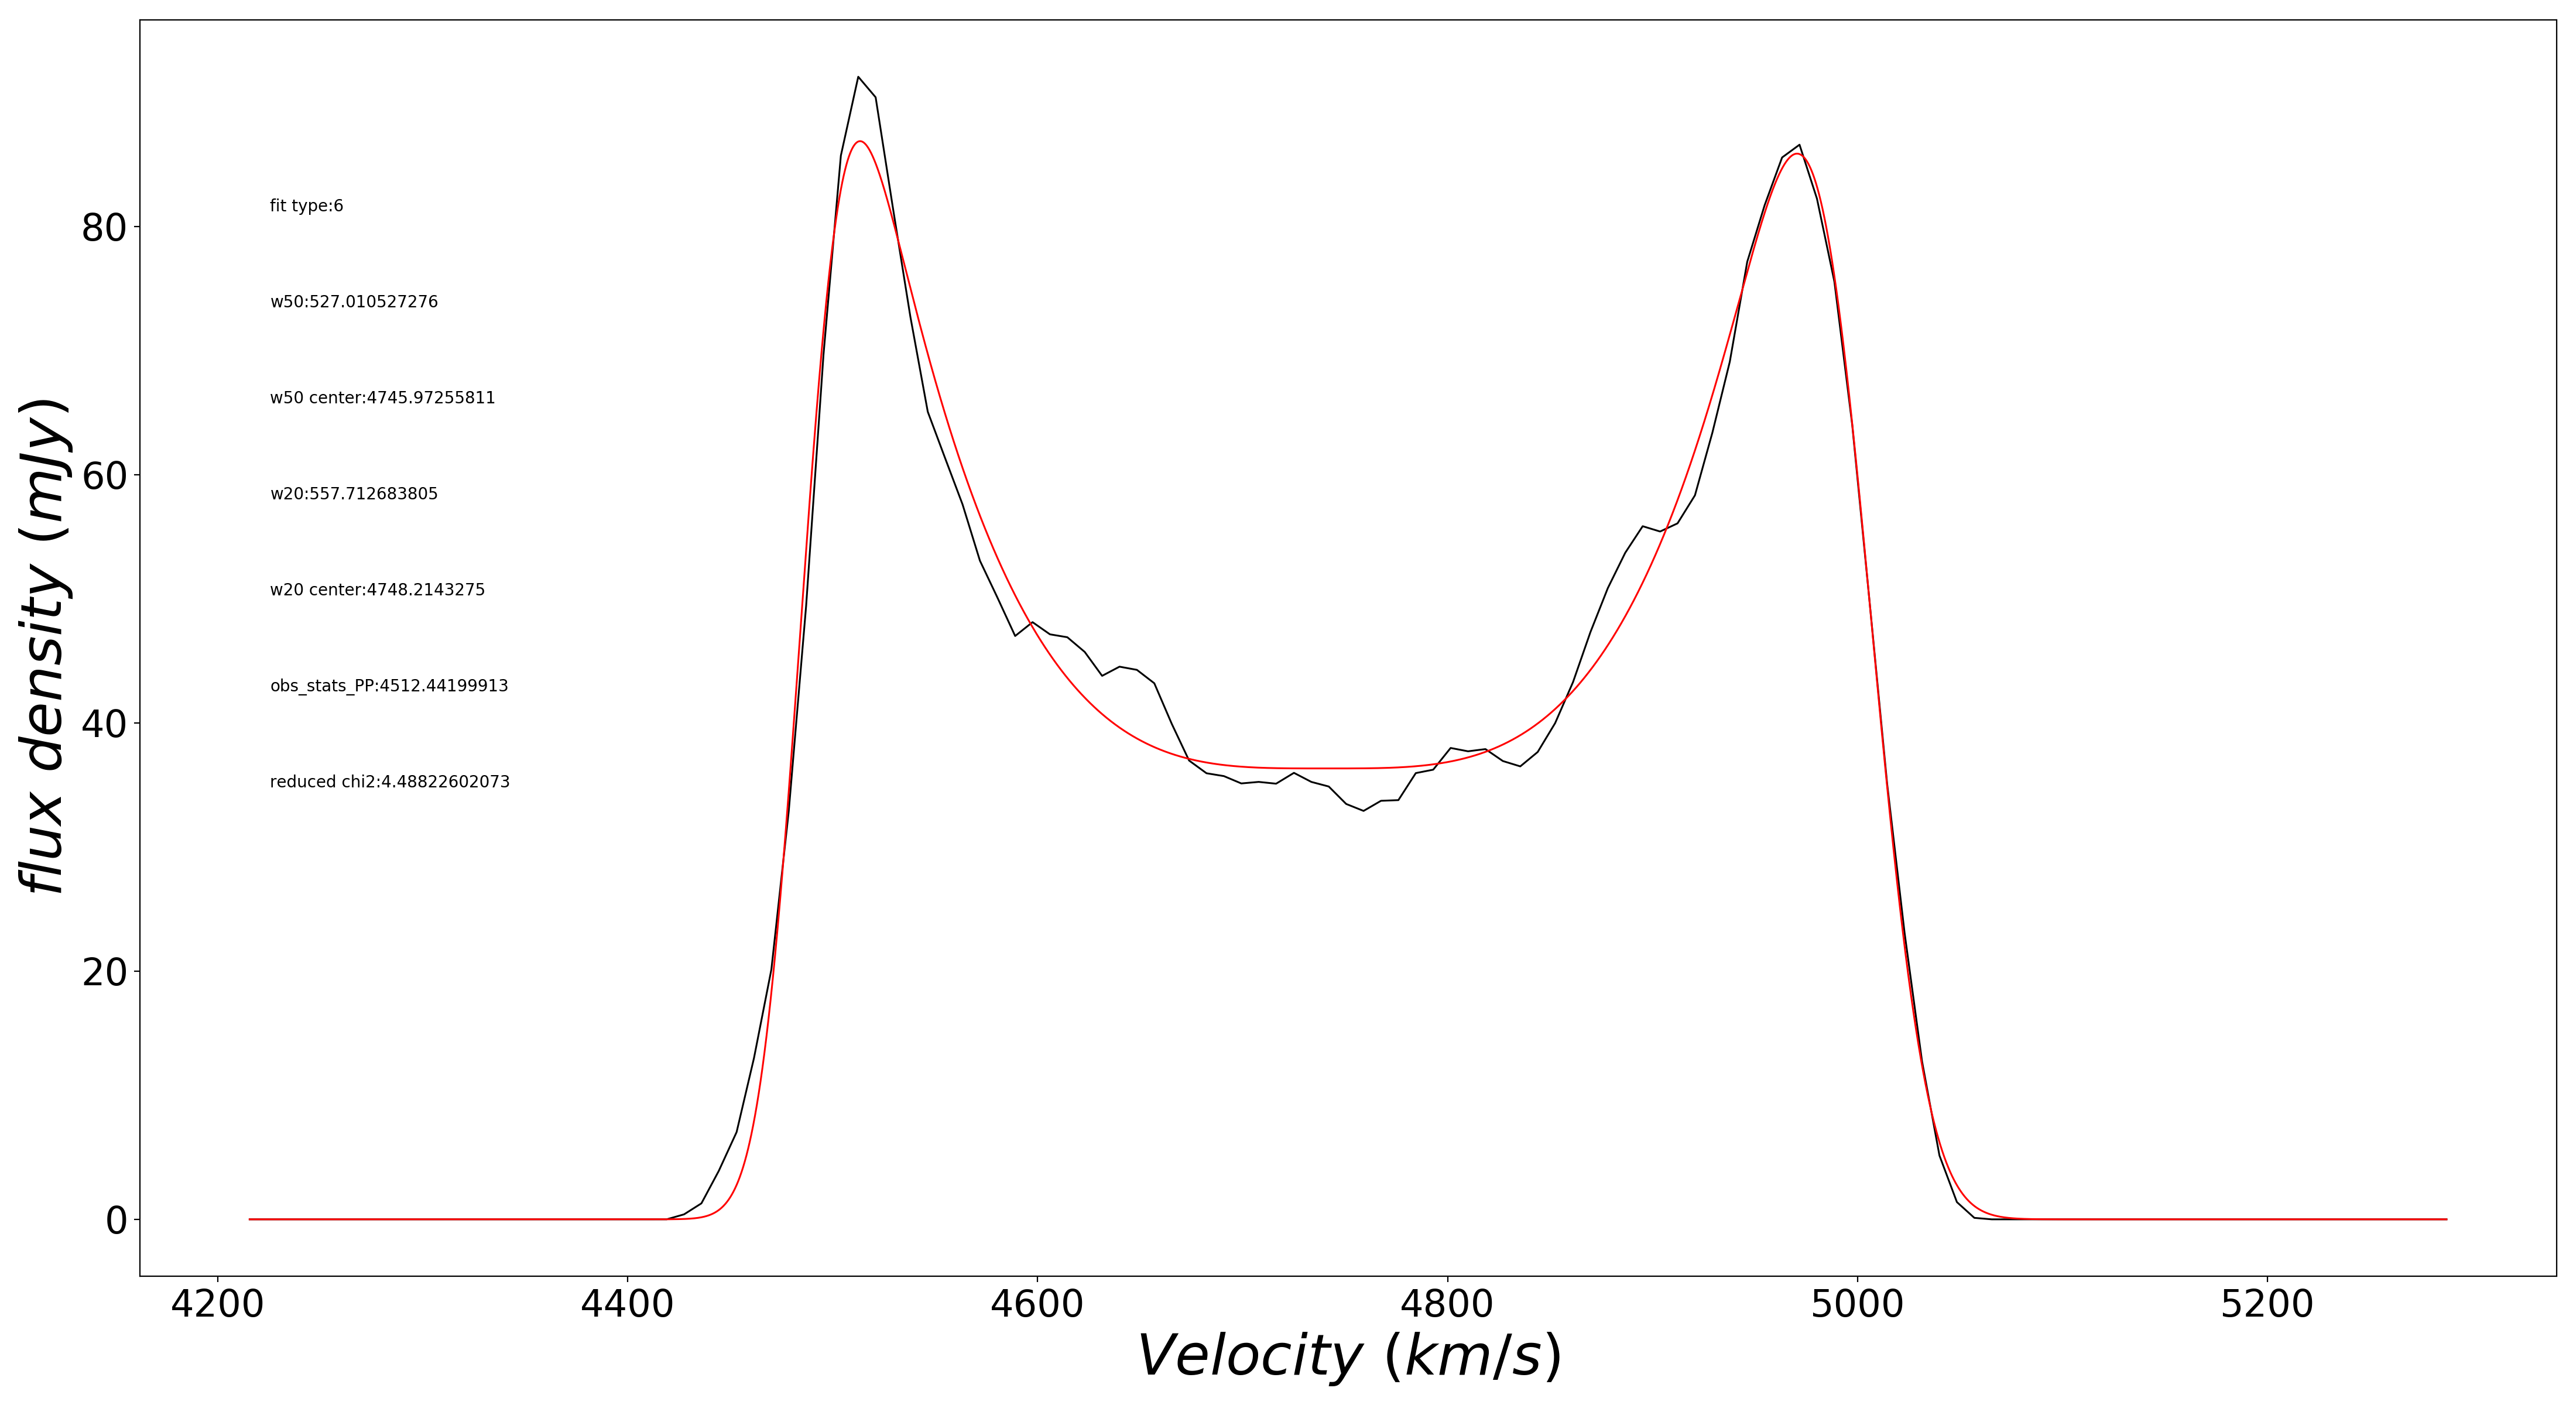 fit type:6
w50:527.010527276
w50 center:4745.97255811
w20:557.712683805
w20 center:4748.2143275
obs_stats_PP:4512.44199913
reduced chi2:4.48822602073
flux density (mJy)
80
60
40
20
0
4200 4400 4600 4800 5000 5200
Velocity (km/s)